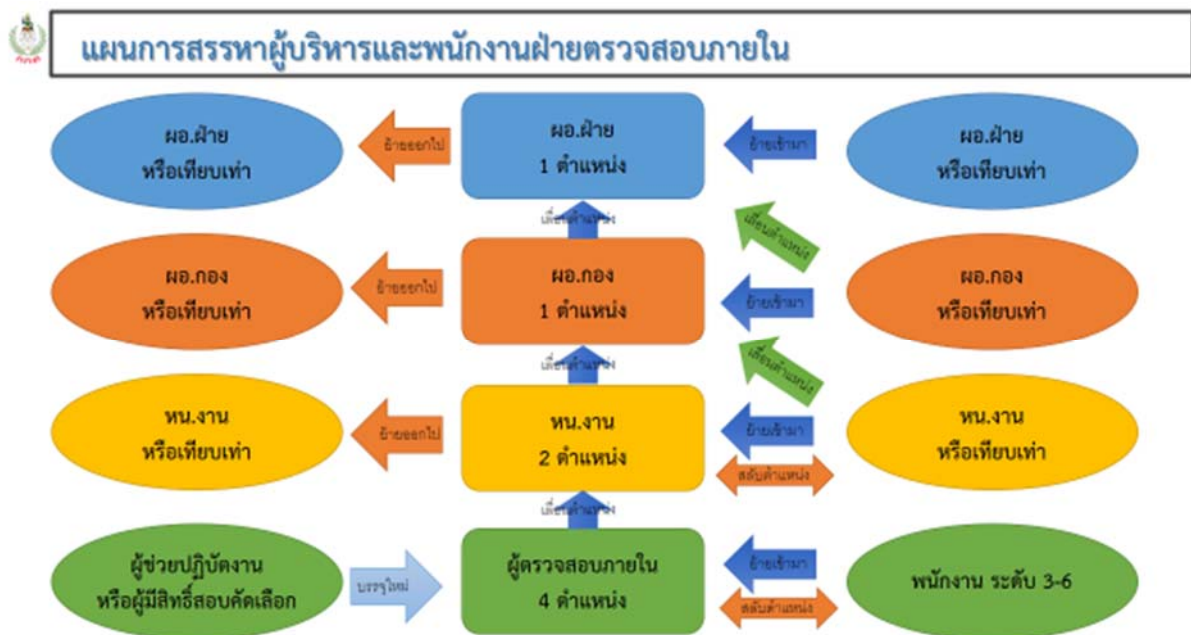 แผนการสรรหาผู้บริหารและพนักงานฝ่ายตรวจสอบภายใน
ผอ.ฝ่าย
หรือเทียบเท่า
ย้ายออกไป
ผอ.ฝ่าย
1 ตำแหน่ง
ย้ายเข้ามา
ผอ.ฝ่าย
หรือเทียบเท่า
เลื่อนตำแหน่ง
เลื่อนตำแหน่ง
ผอ.กอง
หรือเทียบเท่า
ย้ายออกไป
ผอ.กอง
1 ตำแหน่ง
ย้ายเข้ามา
ผอ.กอง
หรือเทียบเท่า
เลื่อนตำแหน่ง
เลื่อนตำแหน่ง
หน.งาน
หรือเทียบเท่า
ย้ายออกไป
หน.งาน
2 ตำแหน่ง
ย้ายเข้ามา
สลับตำแหน่ง
หน.งาน
หรือเทียบเท่า
เลื่อนตำแหน่ง
ผู้ช่วยปฏิบัติงาน
หรือผู้มีสิทธิ์สอบคัดเลือก
บรรจุใหม่
ผู้ตรวจสอบภายใน
4 ตำแหน่ง
ย้ายเข้ามา
สลับตำแหน่ง
พนักงาน ระดับ 3-6